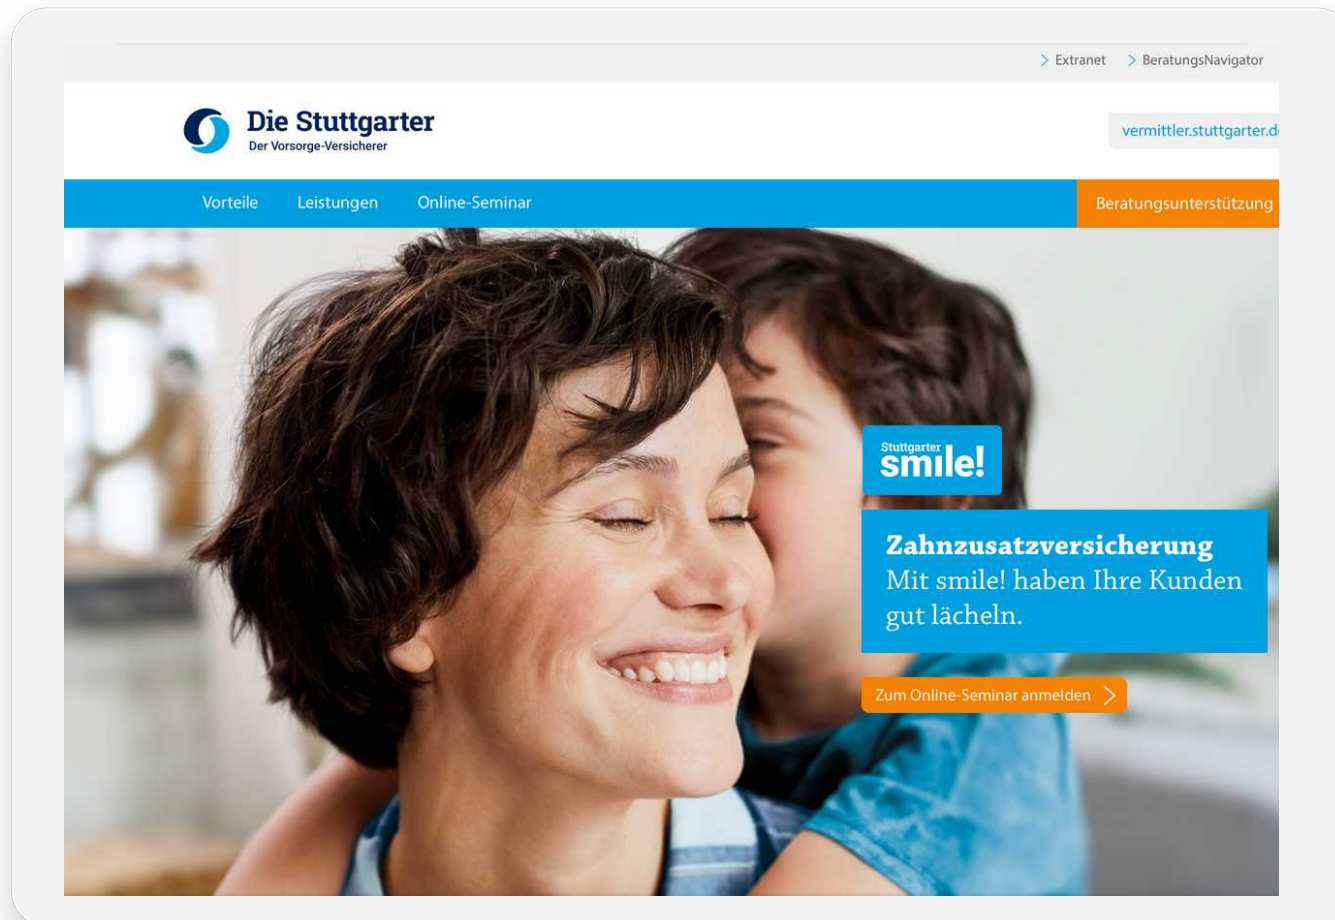 > Extranet > BeratungsNavigator
Die Stuttgarter
Der Vorsorge-Versicherer
vermittler.stuttgarter.d
Vorteile Leistungen Online-Seminar Beratungsunterstützung
Stuttgarter
smile!
Zahnzusatzversicherung
Mit smile! haben Ihre Kunden
gut lächeln.
Zum Online-Seminar anmelden >